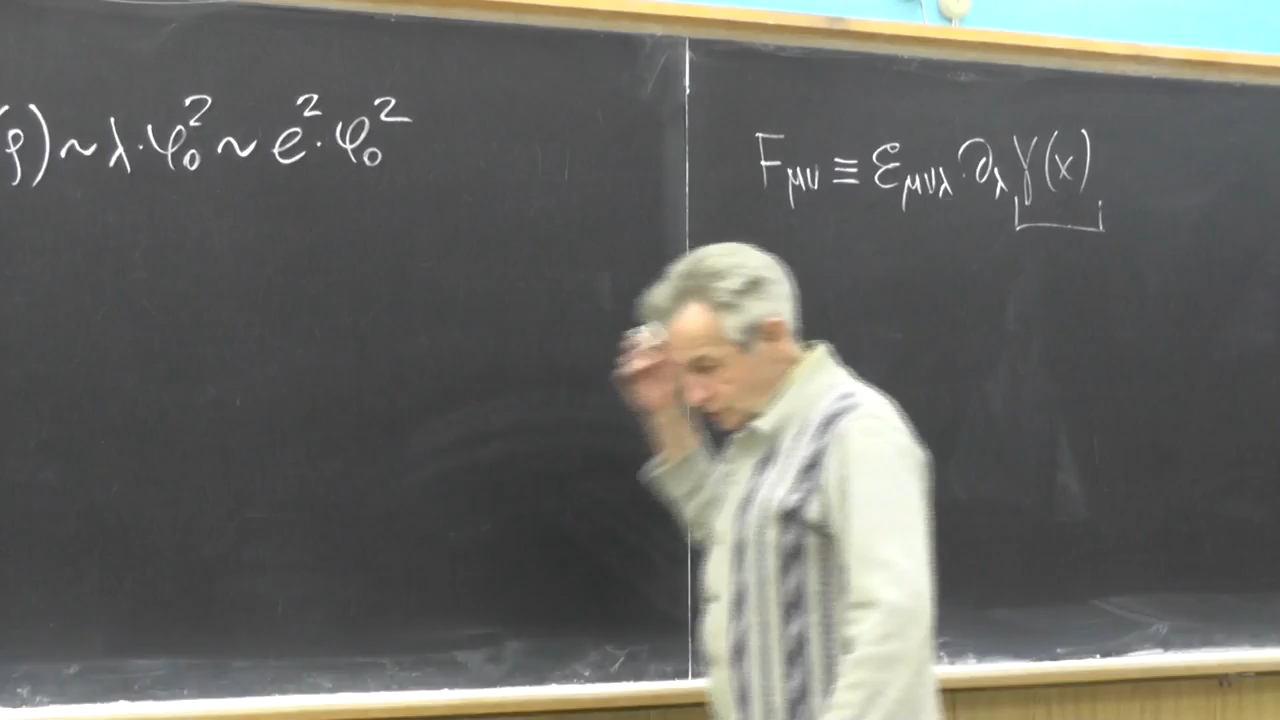 φ) ~ λ·φ₀² ~ e²·φ₀²
F_μν ≡ ε_μνλ·∂_λ γ(x)